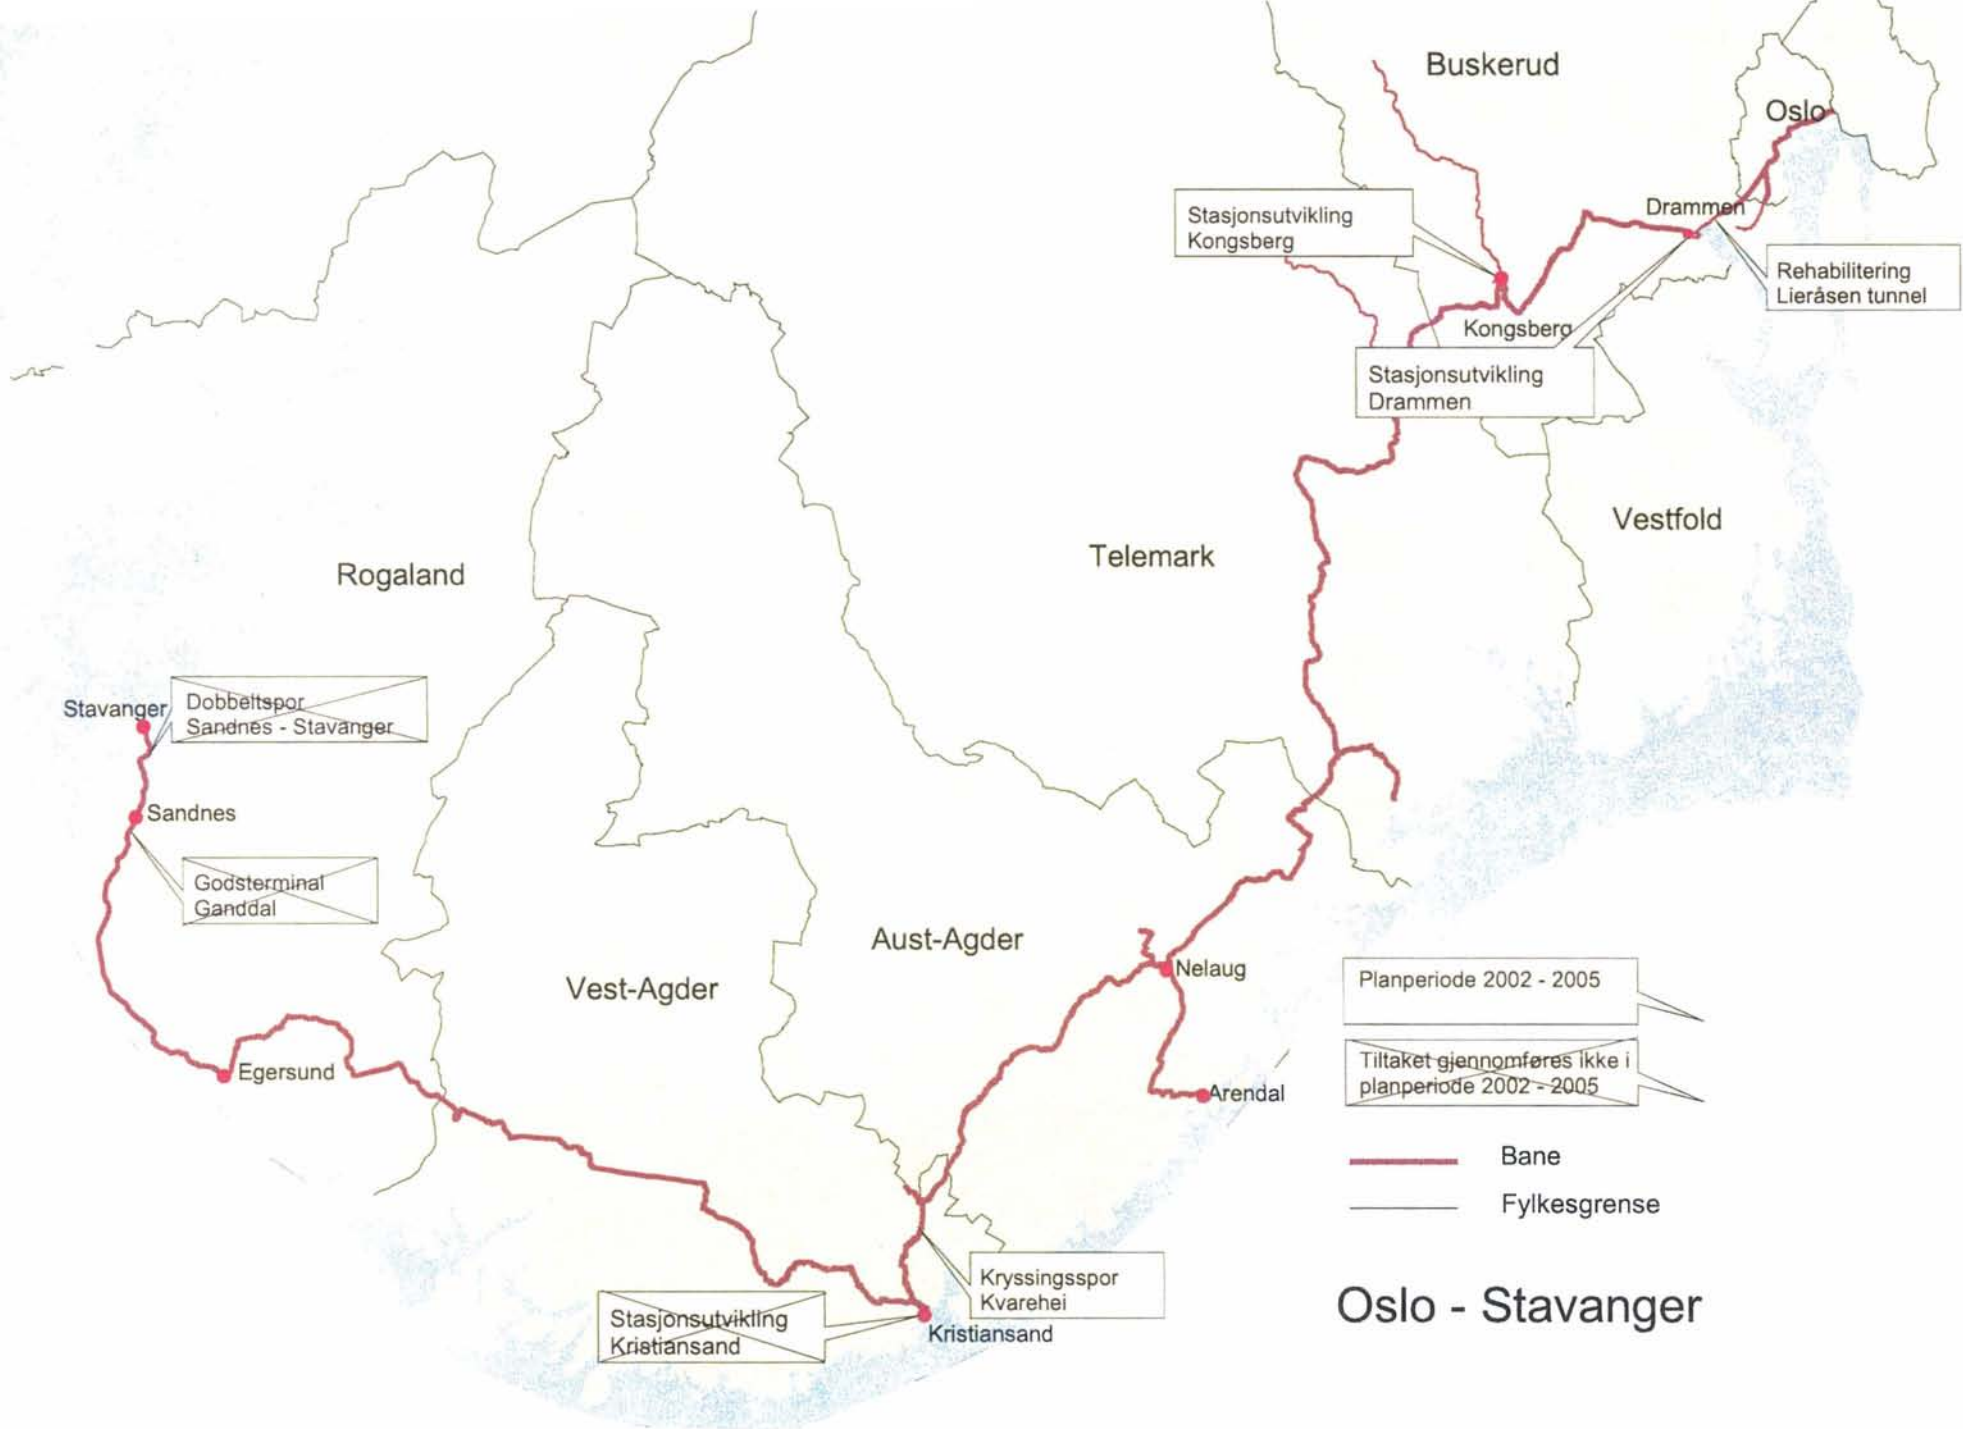 Buskerud
Oslo
Stasjonsutvikling
Kongsberg
Drammen
Rehabilitering
Lieråsen tunnel
Kongsberg
Stasjonsutvikling
Drammen
Vestfold
Telemark
Rogaland
Stavanger
Dobbeltspor
Sandnes - Stavanger
Sandnes
Godsterminal
Ganddal
Aust-Agder
Vest-Agder
Nelaug
Egersund
Arendal
Planperiode 2002 - 2005
Tiltaket gjennomføres ikke i
planperiode 2002 - 2005
Bane
Fylkesgrense
Kryssingsspor
Kvarehei
Stasjonsutvikling
Kristiansand
Kristiansand
Oslo - Stavanger